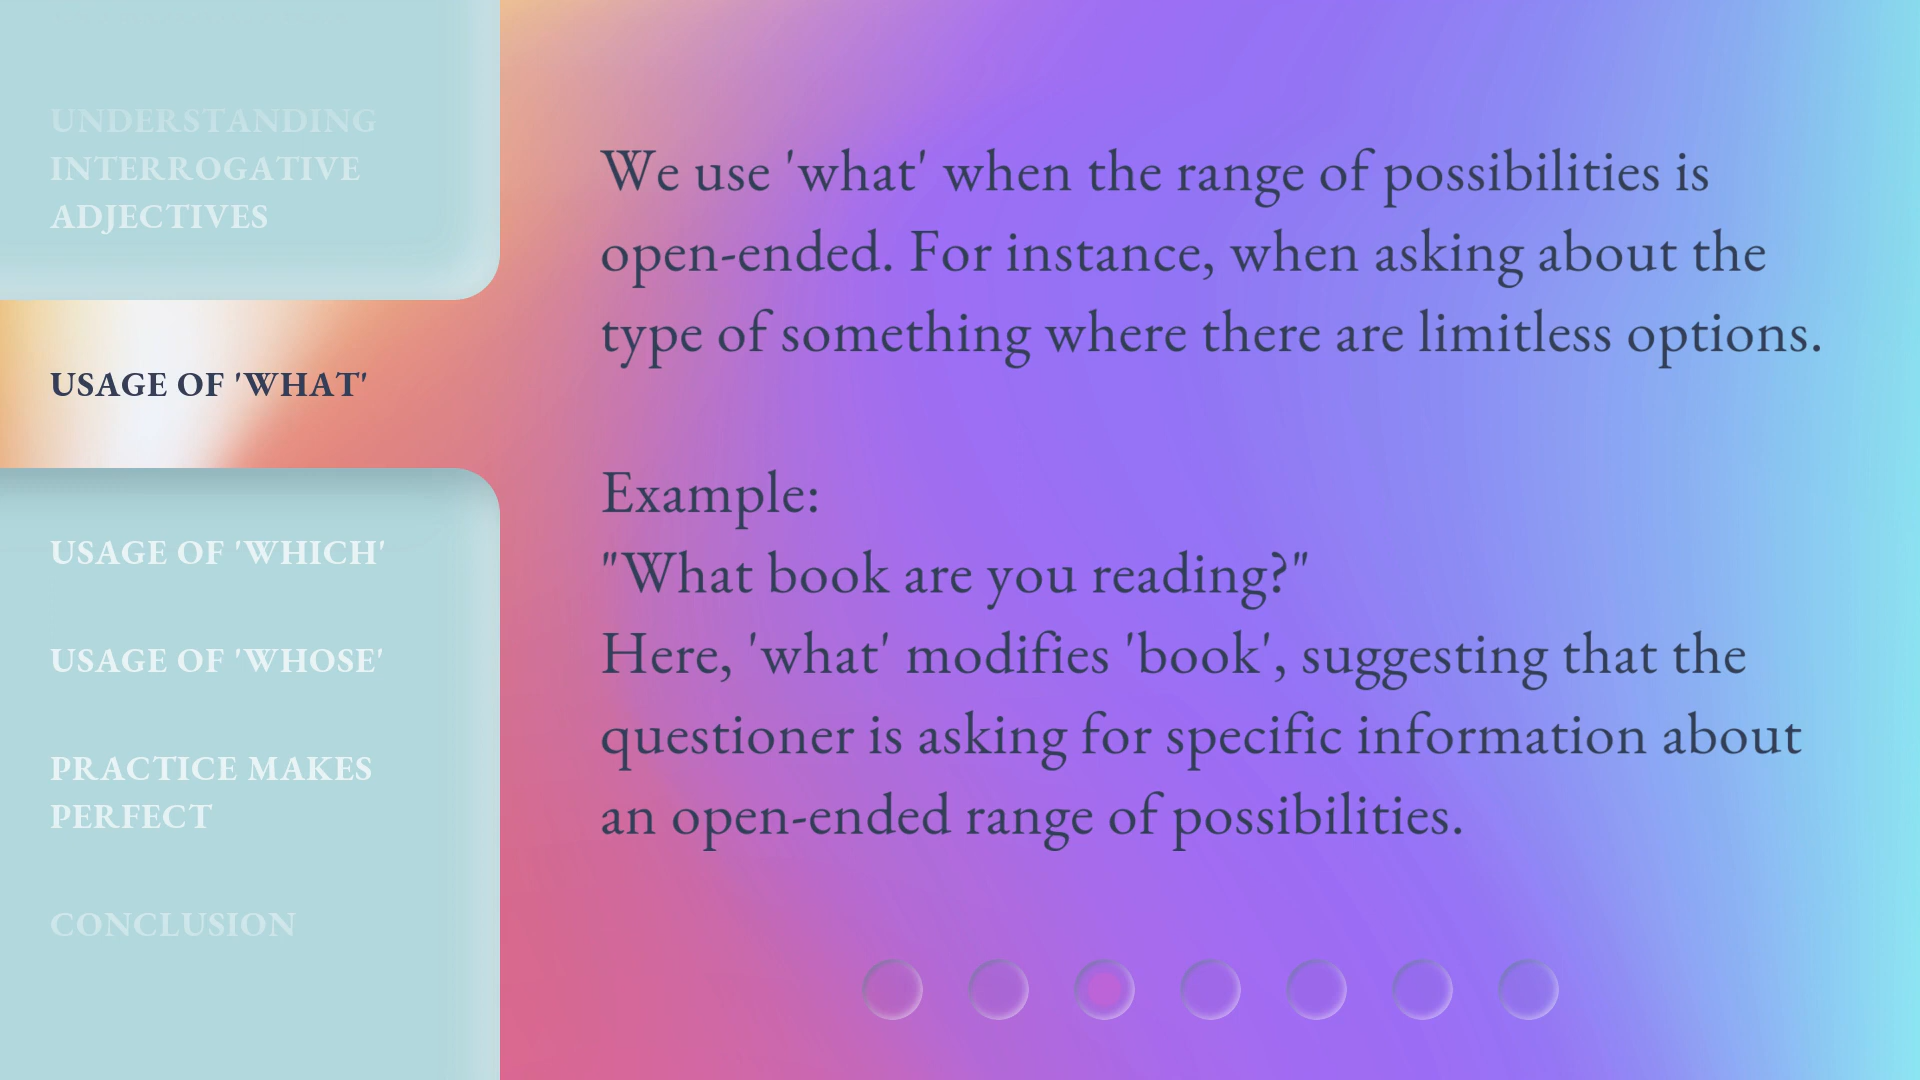 UNDERSTANDING
INTERROGATIVE
ADJECTIVES
USAGE OF 'WHAT'
USAGE OF 'WHICH'
USAGE OF 'WHOSE'
PRACTICE MAKES
PERFECT
CONCLUSION
We use 'what' when the range of possibilities is
open-ended. For instance, when asking about the
type of something where there are limitless options.
Example:
"What book are you reading?"
Here, 'what' modifies 'book', suggesting that the
questioner is asking for specific information about
an open-ended range of possibilities.